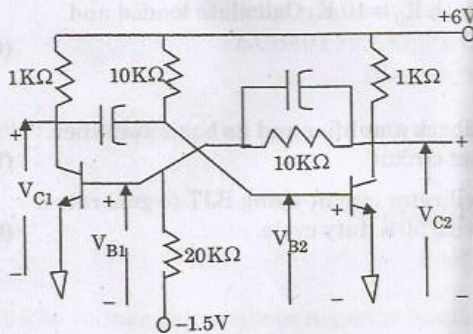 +6V
1KΩ 10KΩ 1KΩ
10KΩ
+ + + +
V_C1 V_B1 V_B2 V_C2
20KΩ
− − − −
−1.5V